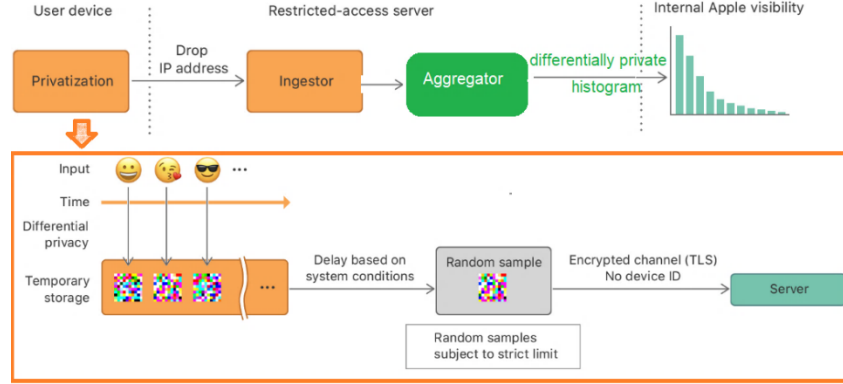 User device
Restricted-access server
Internal Apple visibility
Privatization
Drop
IP address
Ingestor
Aggregator
differentially private
histogram
Input
...
Time
Differential
privacy
Temporary
storage
...
Delay based on
system conditions
Random sample
Encrypted channel (TLS)
No device ID
Server
Random samples
subject to strict limit